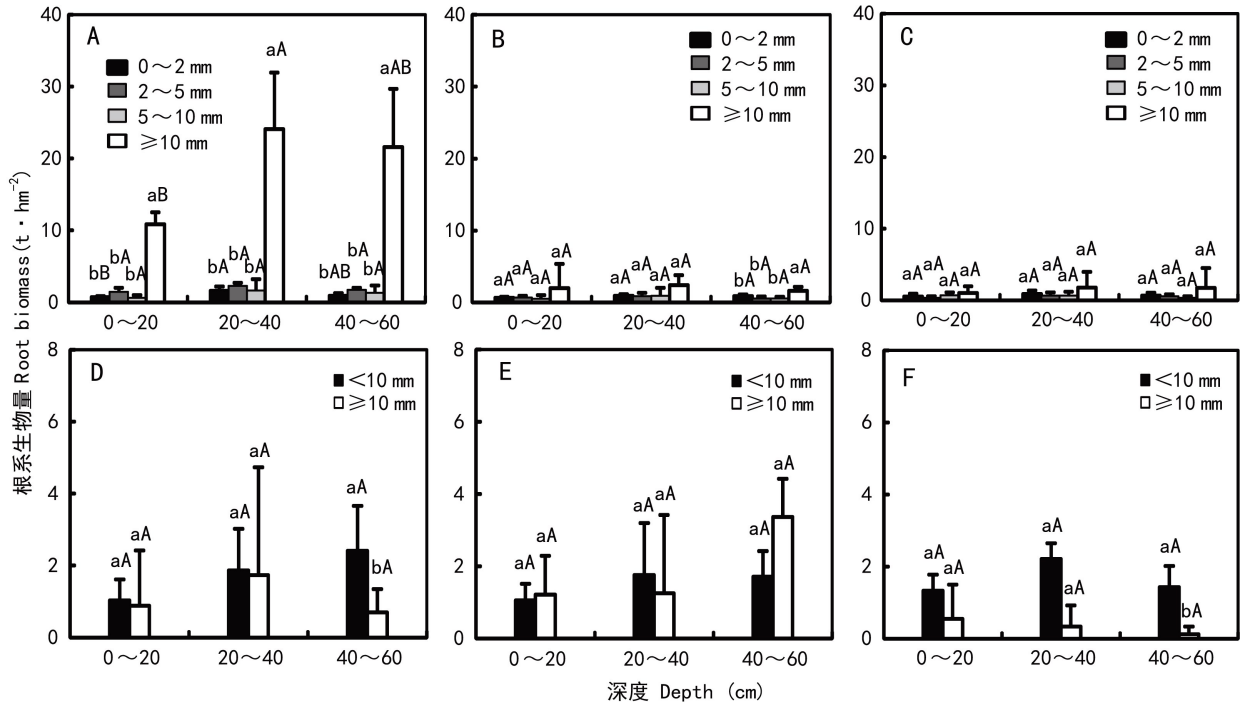 根系生物量 Root biomass(t·hm⁻²)
A
40
30
20
10
0
0～2 mm
2～5 mm
5～10 mm
≥10 mm
bB bA bA aB
bA bA bA aA
bAB bA bA aAB
0～20 20～40 40～60
B
40
30
20
10
0
0～2 mm
2～5 mm
5～10 mm
≥10 mm
aA aA aA aA
aA aA aA aA
bA bA bA aA
0～20 20～40 40～60
C
40
30
20
10
0
0～2 mm
2～5 mm
5～10 mm
≥10 mm
aA aA aA aA
aA aA aA aA
aA aA aA aA
0～20 20～40 40～60
D
8
6
4
2
0
<10 mm
≥10 mm
aA aA
aA aA
aA bA
0～20 20～40 40～60
E
8
6
4
2
0
<10 mm
≥10 mm
aA aA
aA aA
aA aA
0～20 20～40 40～60
F
8
6
4
2
0
<10 mm
≥10 mm
aA aA
aA aA
aA bA
0～20 20～40 40～60
深度 Depth (cm)